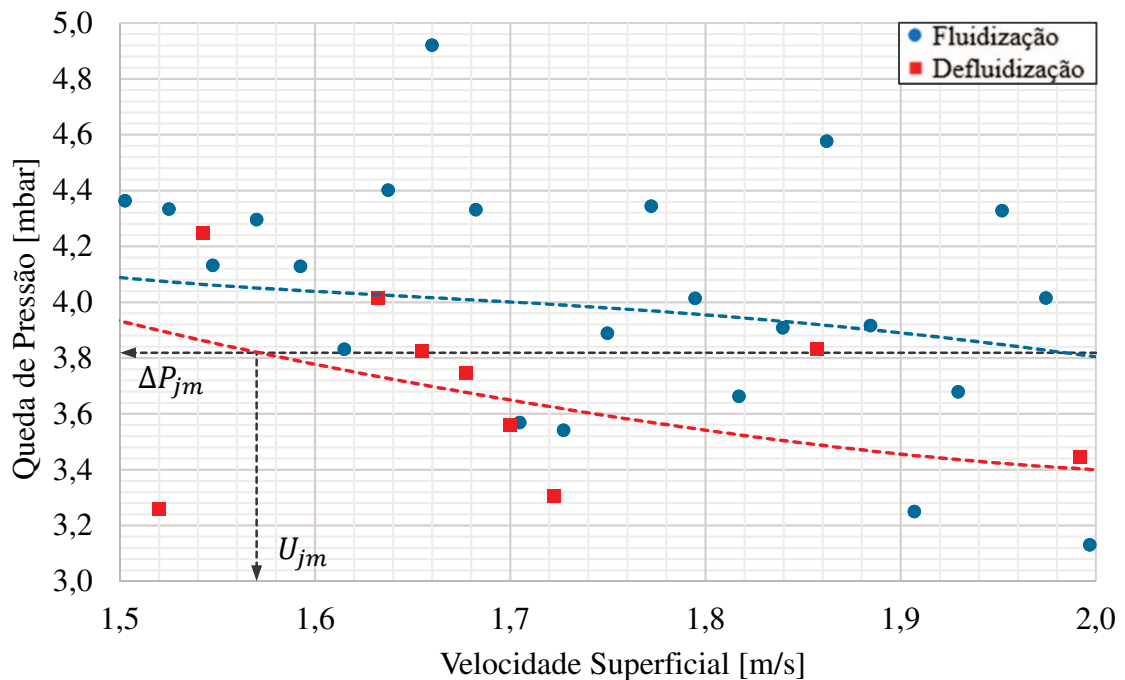 Queda de Pressão [mbar]
5,0
4,8
4,6
4,4
4,2
4,0
3,8
3,6
3,4
3,2
3,0
Fluidização
Defluidização
ΔP_jm
U_jm
1,5 1,6 1,7 1,8 1,9 2,0
Velocidade Superficial [m/s]